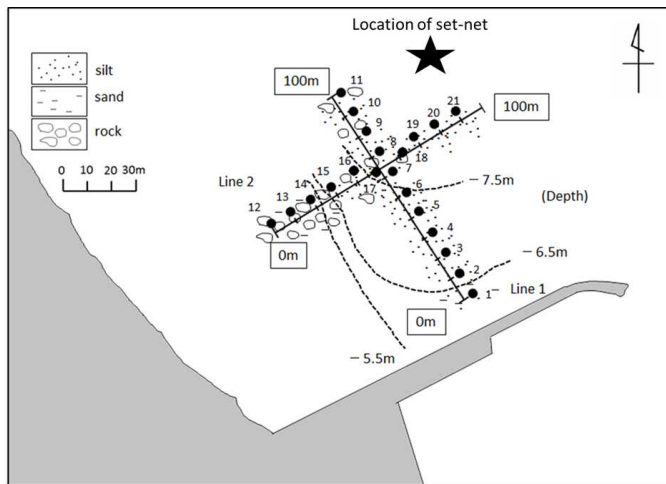 Location of set-net
silt
sand
rock
0 10 20 30m
100m
11
10
9
8
7
6
5
4
3
2
1
Line 1
0m
Line 2
12
13
14
15
16
17
18
19
20
21
100m
0m
－7.5m
(Depth)
－6.5m
－5.5m